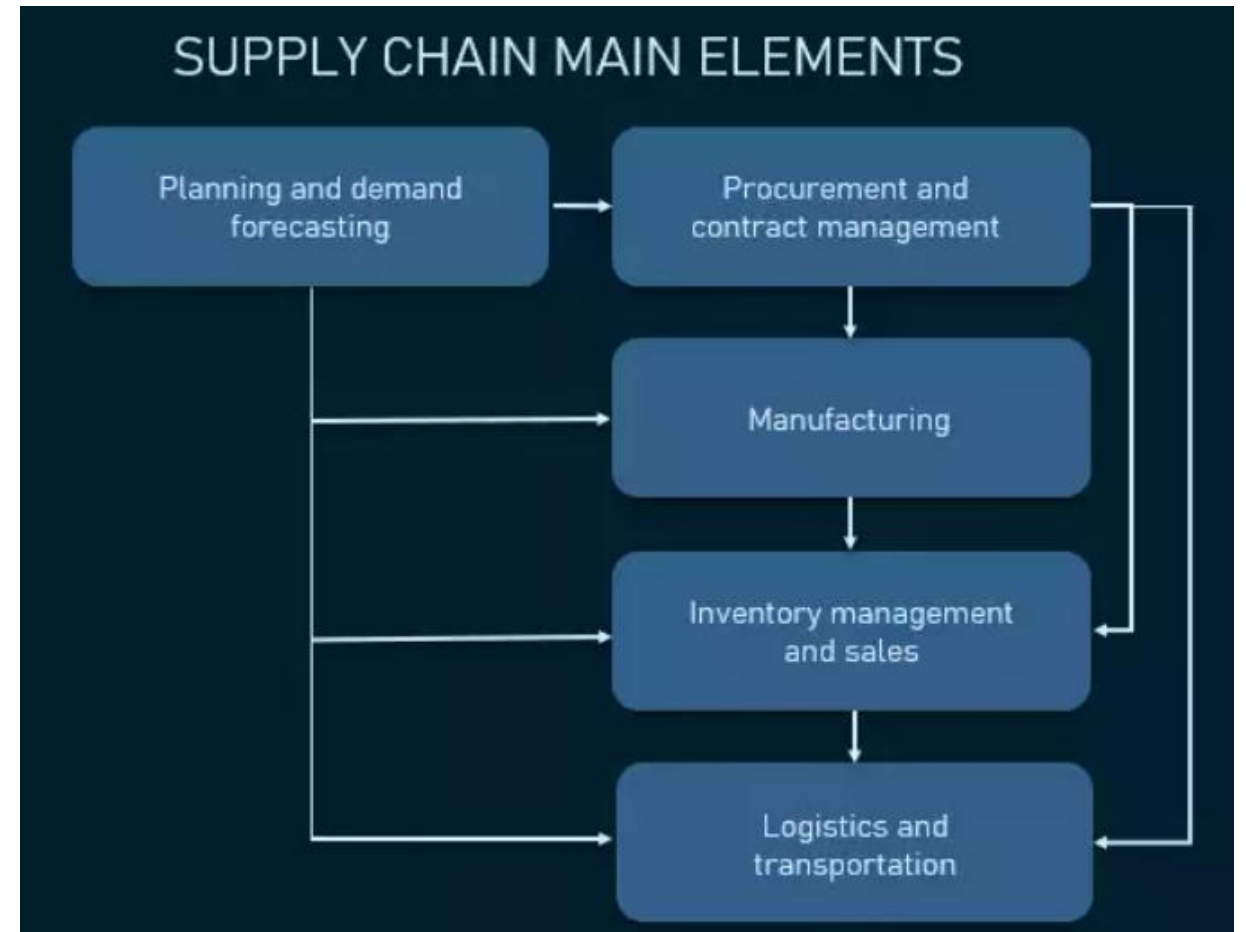 SUPPLY CHAIN MAIN ELEMENTS
Planning and demand
forecasting
Procurement and
contract management
Manufacturing
Inventory management
and sales
Logistics and
transportation